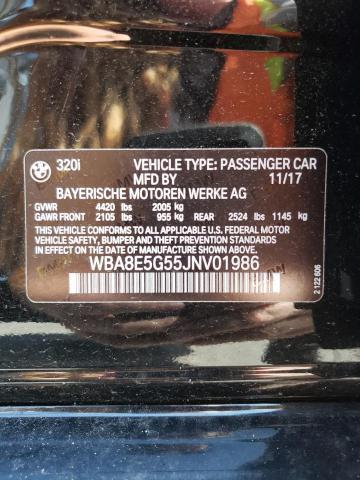 320i VEHICLE TYPE: PASSENGER CAR
MFD BY 11/17
BAYERISCHE MOTOREN WERKE AG
GVWR 4420 lbs 2005 kg
GAWR FRONT 2105 lbs 955 kg REAR 2524 lbs 1145 kg
THIS VEHICLE CONFORMS TO ALL APPLICABLE
U.S. FEDERAL MOTOR VEHICLE SAFETY, BUMPER,
AND THEFT PREVENTION STANDARDS IN EFFECT
ON THE DATE OF MANUFACTURE SHOWN ABOVE.
WBA8E5G55JNV01986
2 122 606